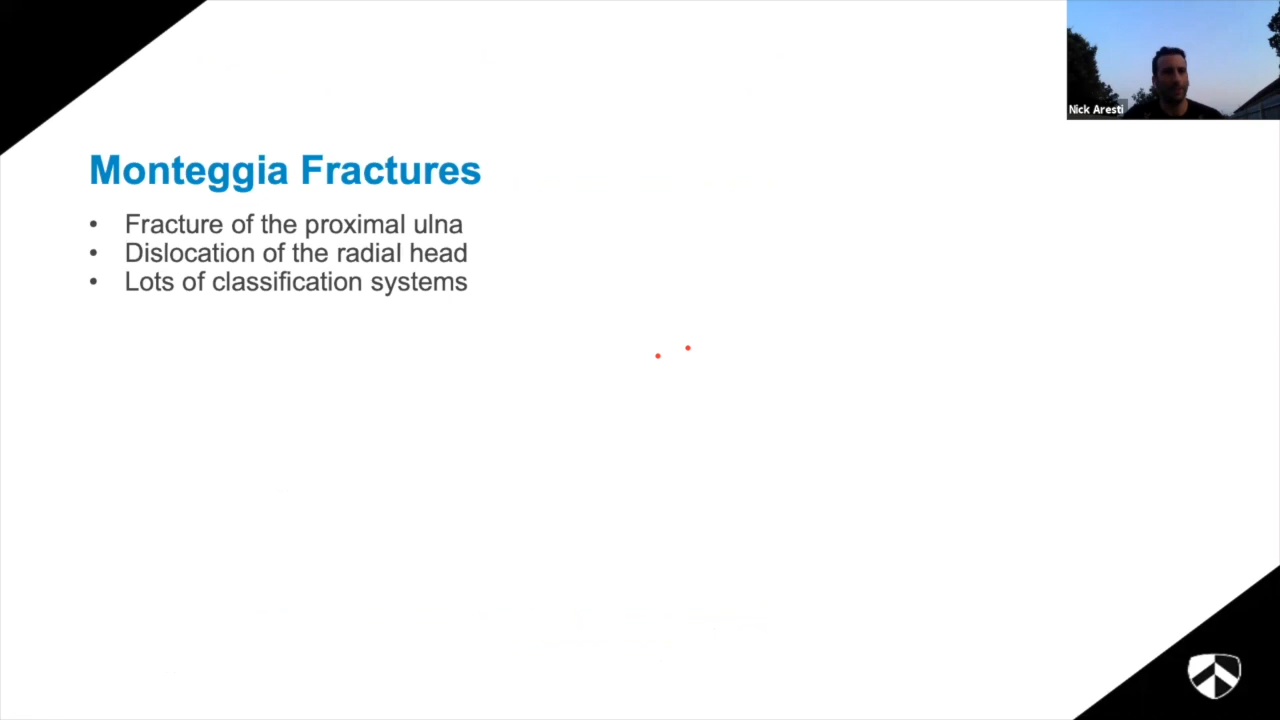 Nick Aresti
Monteggia Fractures
• Fracture of the proximal ulna
• Dislocation of the radial head
• Lots of classification systems